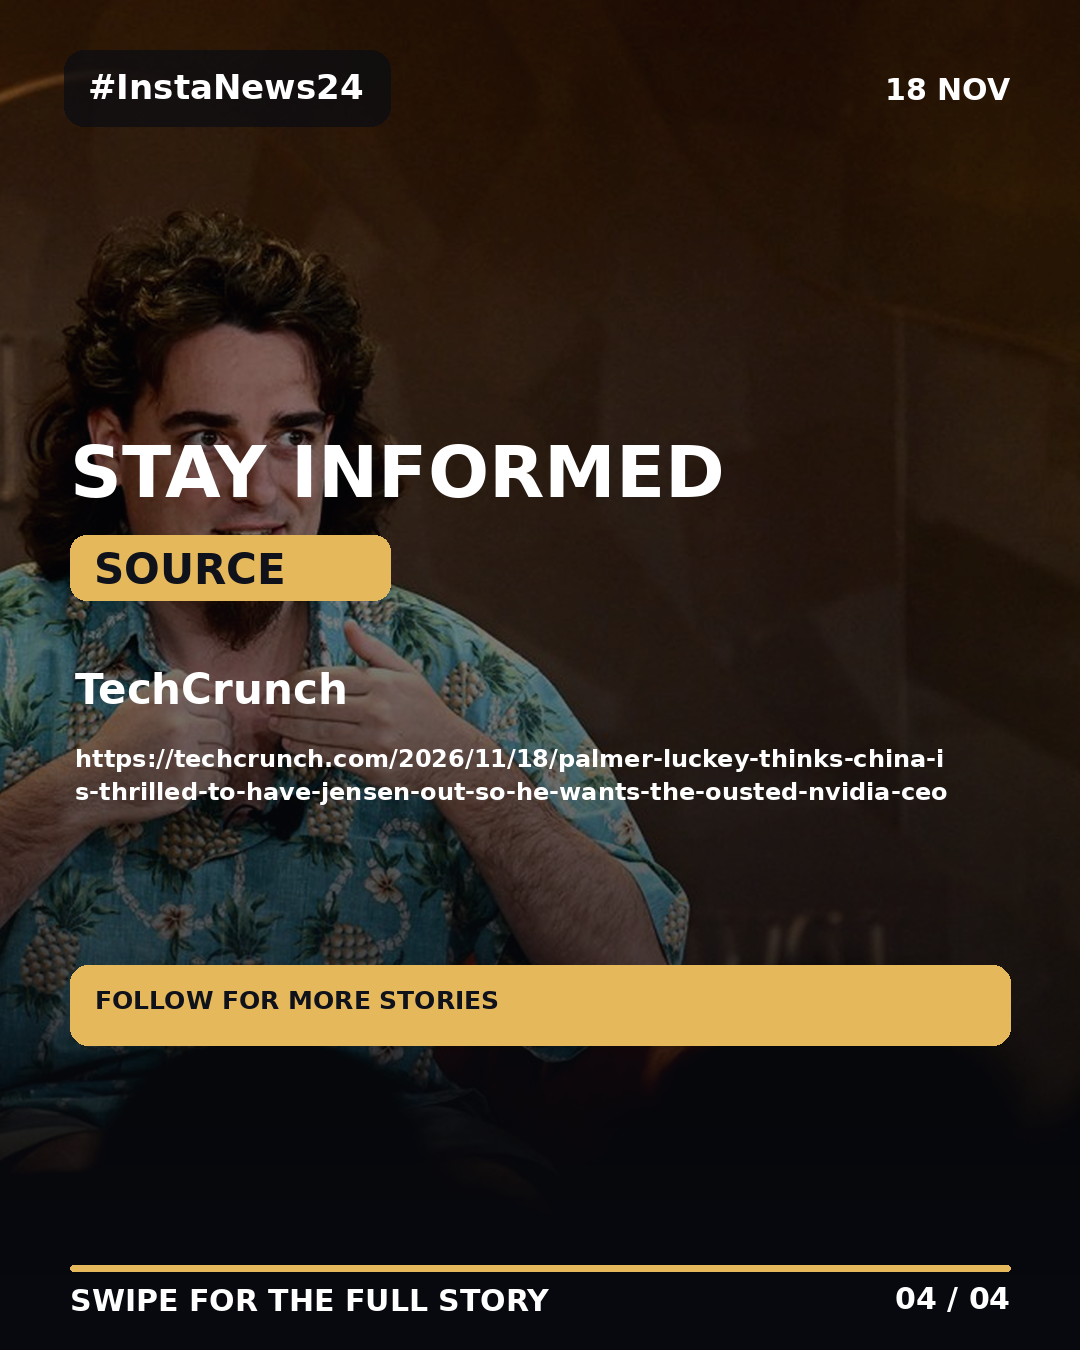 #InstaNews24
18 NOV
STAY INFORMED
SOURCE
TechCrunch
https://techcrunch.com/2026/11/18/palmer-luckey-thinks-china-i
s-thrilled-to-have-jensen-out-so-he-wants-the-ousted-nvidia-ceo
FOLLOW FOR MORE STORIES
SWIPE FOR THE FULL STORY
04 / 04